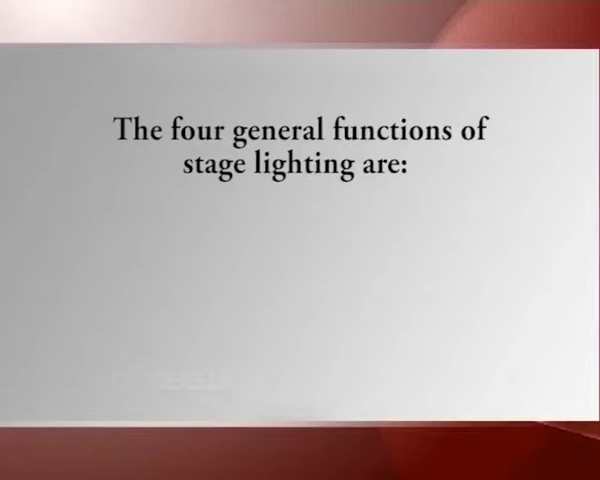 The four general functions of
stage lighting are: